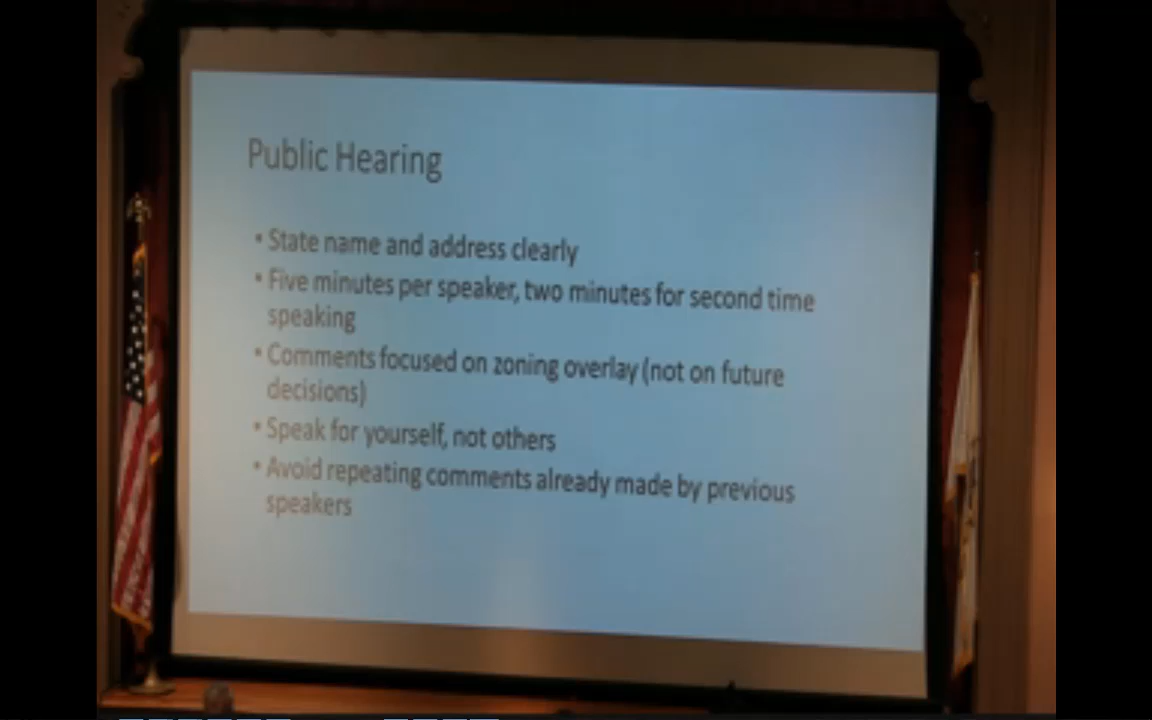 Public Hearing
• State name and address clearly
• Five minutes per speaker, two minutes for second time
speaking
• Comments focused on zoning overlay (not on future
decisions)
• Speak for yourself, not others
• Avoid repeating comments already made by previous
speakers